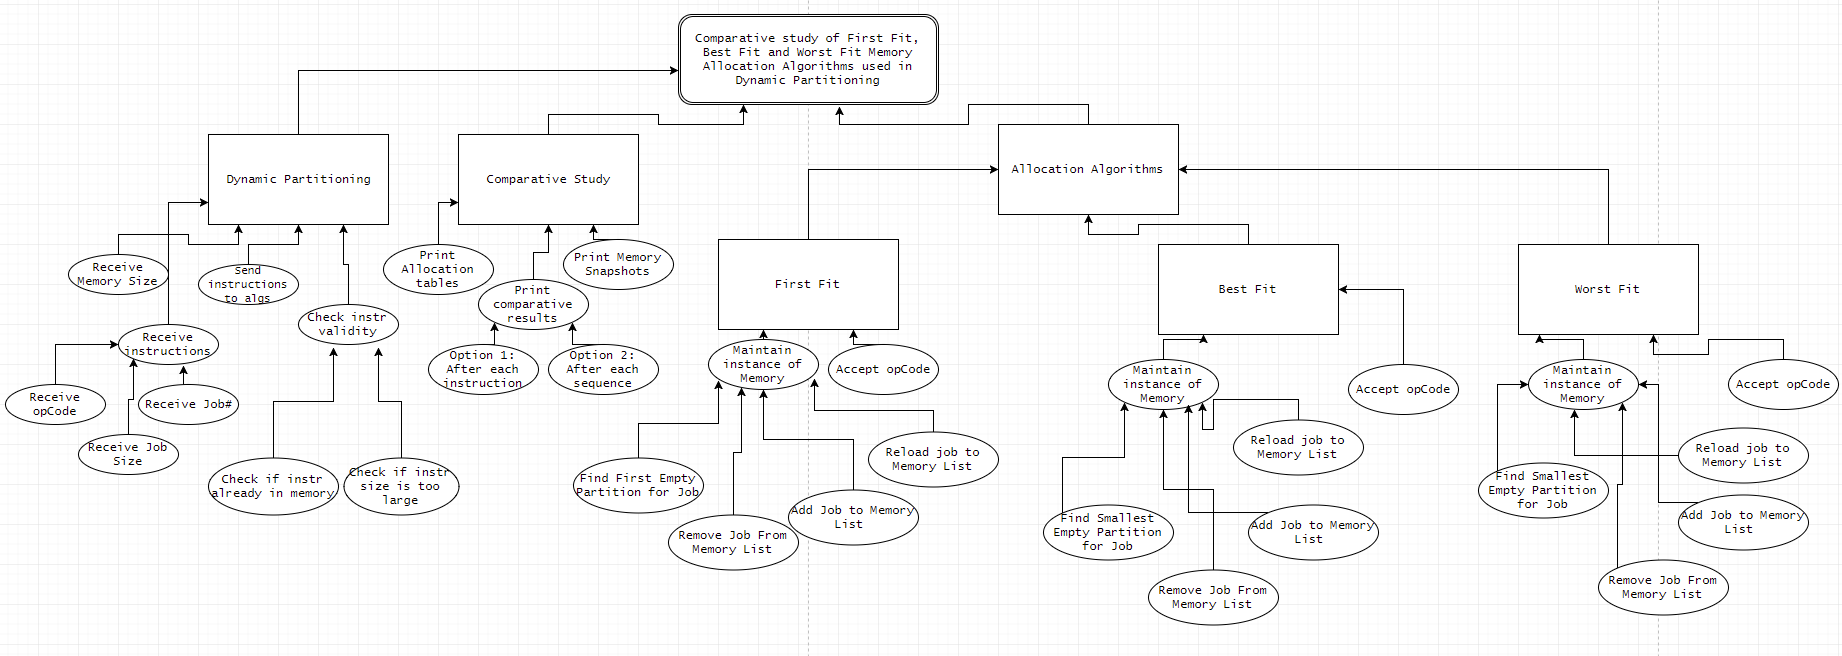 Comparative study of First Fit,
Best Fit and Worst Fit Memory
Allocation Algorithms used in
Dynamic Partitioning
Dynamic Partitioning
Comparative Study
Allocation Algorithms
Receive
Memory Size
Send
instructions
to algs
Check instr
validity
Receive
instructions
Receive
opCode
Receive Job#
Receive Job
Size
Check if instr
already in memory
Check if instr
size is too
large
Print
Allocation
tables
Print
comparative
results
Print Memory
Snapshots
Option 1:
After each
instruction
Option 2:
After each
sequence
First Fit
Maintain
instance of
Memory
Accept opCode
Find First Empty
Partition for Job
Remove Job From
Memory List
Add Job to Memory
List
Reload job to
Memory List
Best Fit
Maintain
instance of
Memory
Accept opCode
Find Smallest
Empty Partition
for Job
Remove Job From
Memory List
Add Job to Memory
List
Reload job to
Memory List
Worst Fit
Maintain
instance of
Memory
Accept opCode
Find Smallest
Empty Partition
for Job
Remove Job From
Memory List
Add Job to Memory
List
Reload job to
Memory List